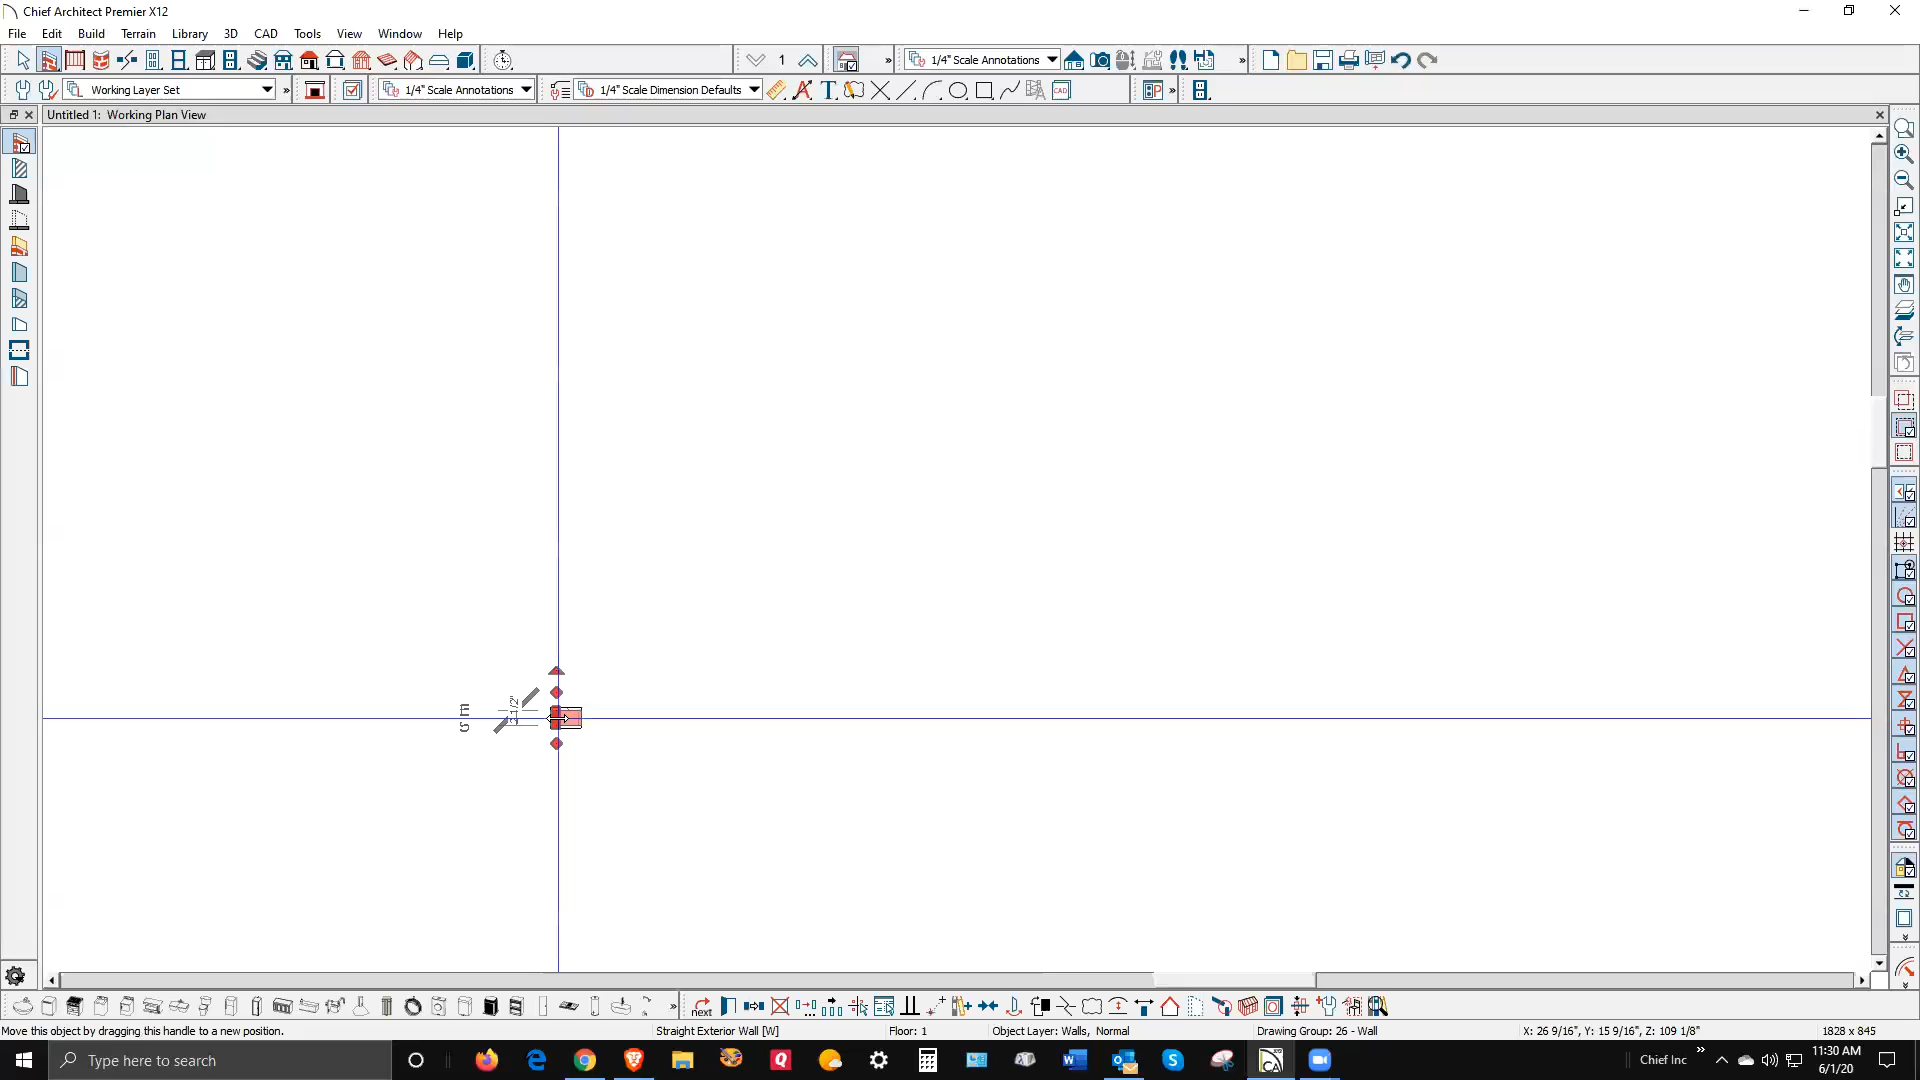 Chief Architect Premier X12
File Edit Build Terrain Library 3D CAD Tools View Window Help
1 1/4" Scale Annotations
Working Layer Set 1/4" Scale Annotations 1/4" Scale Dimension Defaults T CAD
Untitled 1: Working Plan View
next
Move this object by dragging this handle to a new position. Straight Exterior Wall [W] Floor: 1 Object Layer: Walls, Normal Drawing Group: 26 - Wall X: 26 9/16", Y: 15 9/16", Z: 109 1/8" 1828 x 845
Type here to search Chief Inc 11:30 AM
6/1/20